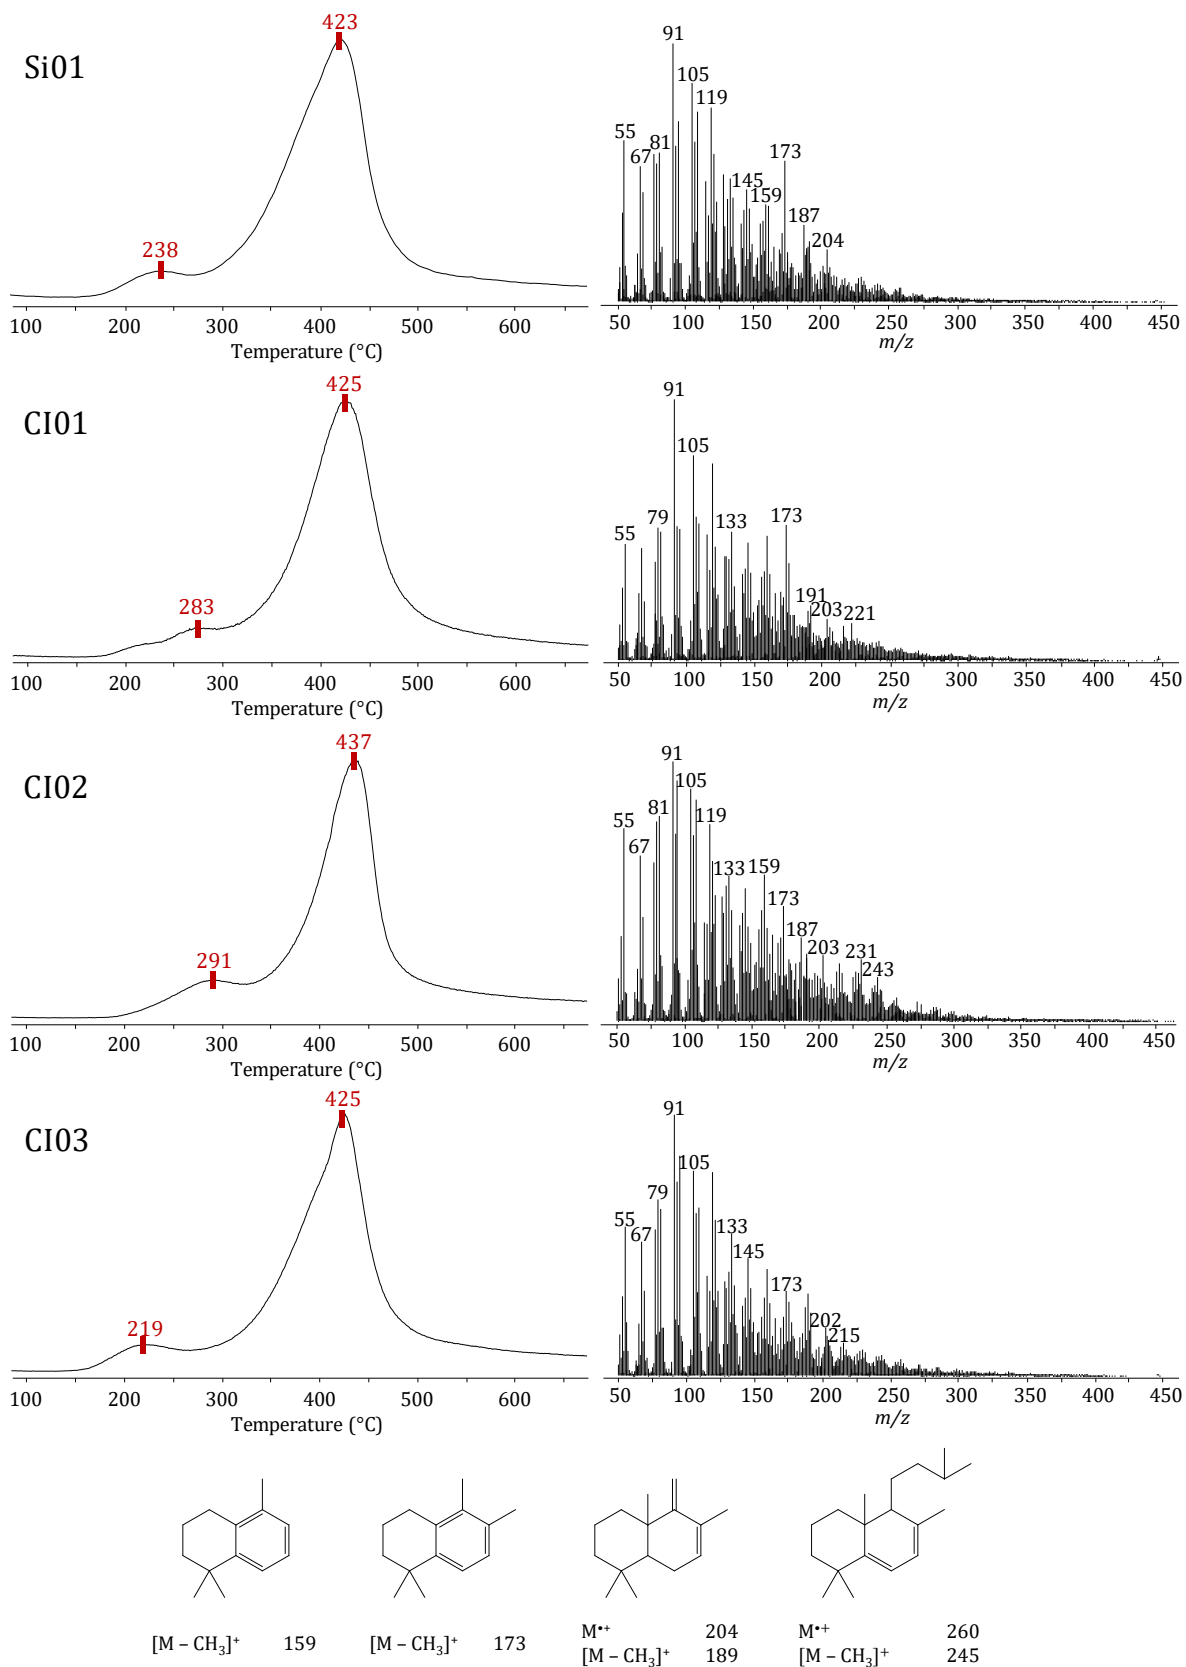 Si01
423
238
100 200 300 400 500 600
Temperature (°C)
91
105
119
55
67
81
145
159
173
187
204
50 100 150 200 250 300 350 400 450
m/z
CI01
425
283
100 200 300 400 500 600
Temperature (°C)
91
105
55
79
133
173
191
203
221
50 100 150 200 250 300 350 400 450
m/z
CI02
437
291
100 200 300 400 500 600
Temperature (°C)
91
105
55
81
119
67
133
159
173
187
203
231
243
50 100 150 200 250 300 350 400 450
m/z
CI03
425
219
100 200 300 400 500 600
Temperature (°C)
91
105
79
55
67
133
145
173
202
215
50 100 150 200 250 300 350 400 450
m/z
[M – CH₃]⁺ 159
[M – CH₃]⁺ 173
M•⁺ 204
[M – CH₃]⁺ 189
M•⁺ 260
[M – CH₃]⁺ 245